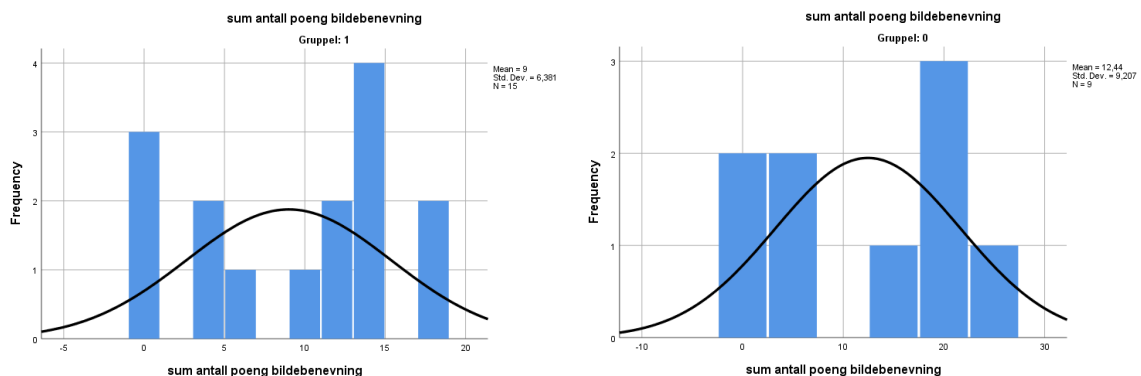 sum antall poeng bildebenevning
Gruppel: 1
Mean = 9
Std. Dev. = 6,381
N = 15
Frequency
4
3
2
1
0
-5
0
5
10
15
20
sum antall poeng bildebenevning
sum antall poeng bildebenevning
Gruppel: 0
Mean = 12,44
Std. Dev. = 9,207
N = 9
Frequency
3
2
1
0
-10
0
10
20
30
sum antall poeng bildebenevning